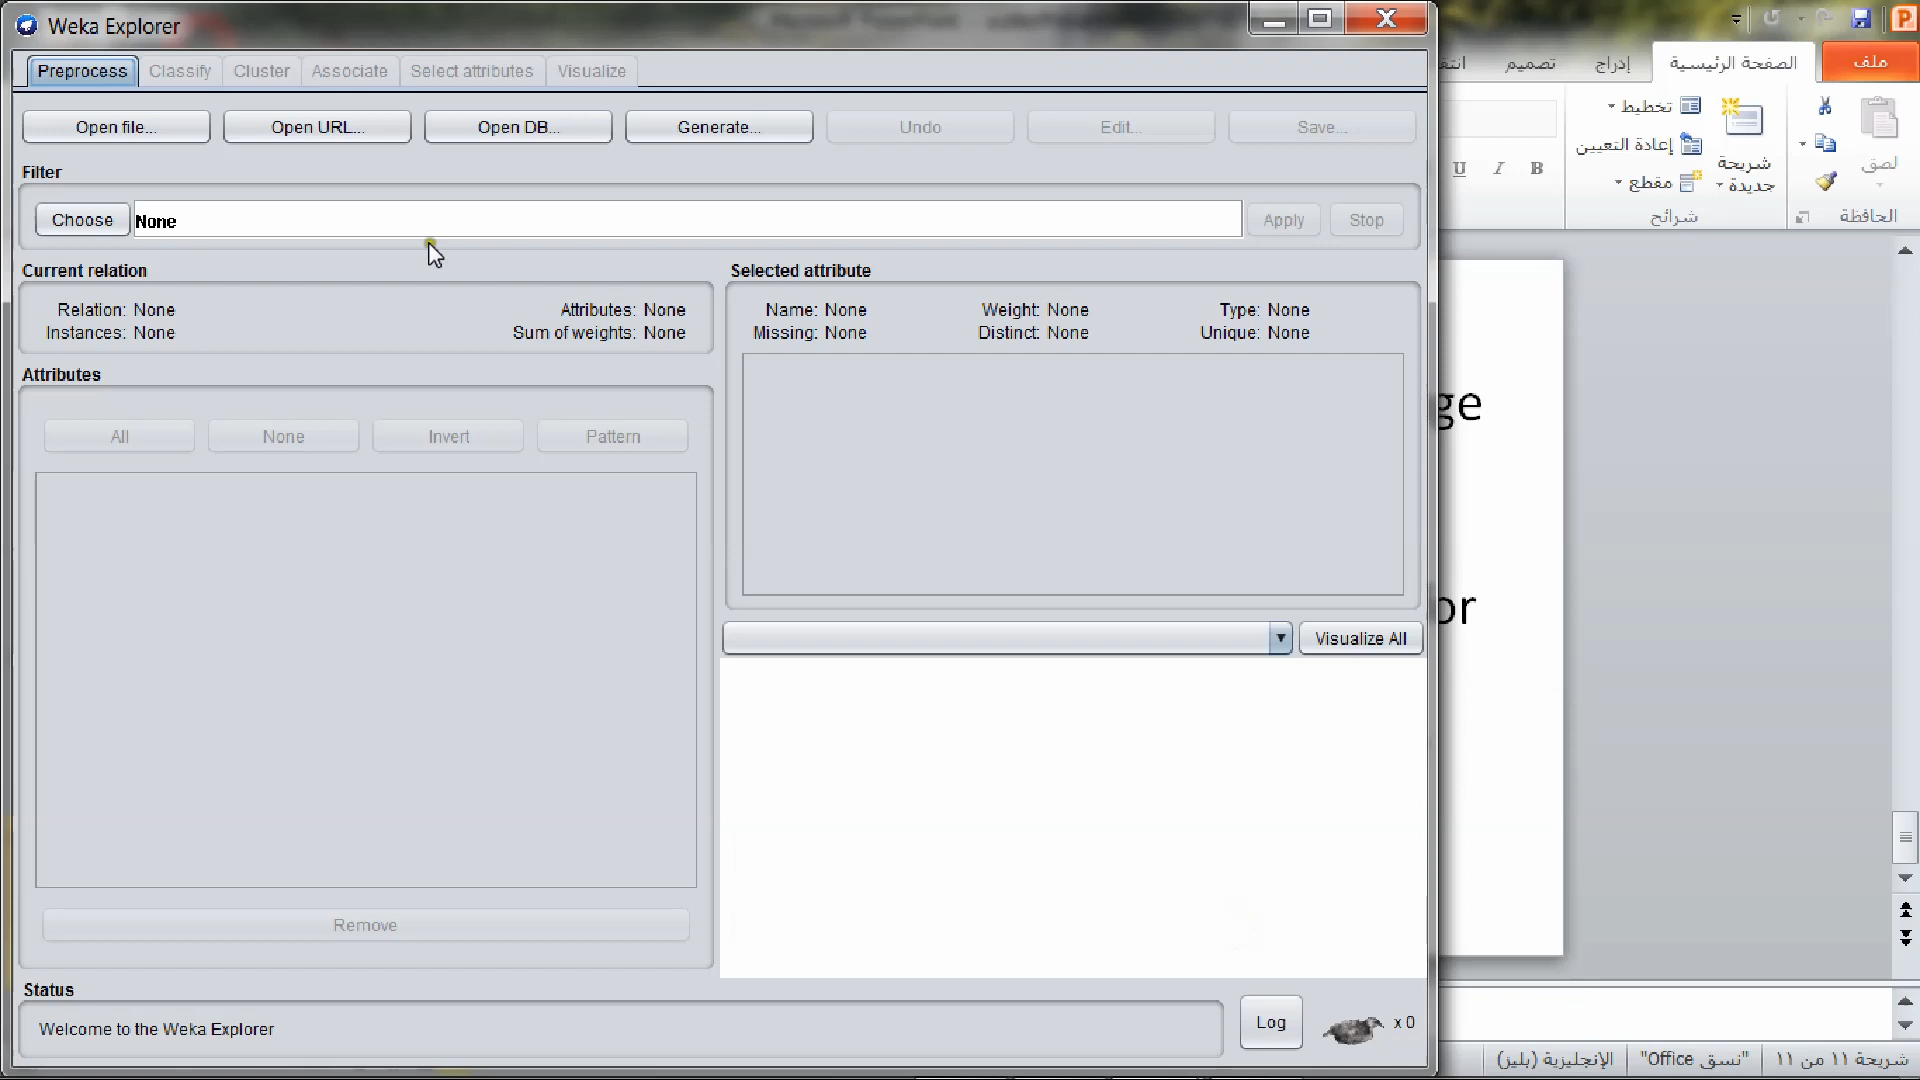 Weka Explorer
Preprocess Classify Cluster Associate Select attributes Visualize
Open file... Open URL... Open DB... Generate... Undo Edit... Save...
Filter
Choose None Apply Stop
Current relation
Relation: None Attributes: None
Instances: None Sum of weights: None
Selected attribute
Name: None Weight: None Type: None
Missing: None Distinct: None Unique: None
Attributes
All None Invert Pattern
Remove
Visualize All
Status
Welcome to the Weka Explorer
Log x 0
ملف الصفحة الرئيسية إدراج تصميم
لصق
الحافظة
شريحة جديدة
تخطيط
إعادة التعيين
مقطع
شرائح
B I U
ge
or
شريحة ١١ من ١١ "نسق Office" الإنجليزية (بليز)